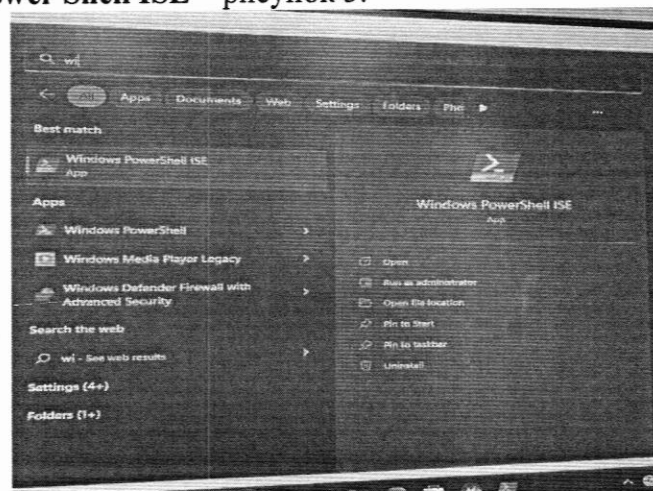 ower Shell ISE – рисунок 3.
wi
All Apps Documents Web Settings Folders Pho
Best match
Windows PowerShell ISE
App
Apps
Windows PowerShell
Windows Media Player Legacy
Windows Defender Firewall with
Advanced Security
Search the web
wi - See web results
Settings (4+)
Folders (1+)
Windows PowerShell ISE
App
Open
Run as administrator
Open file location
Pin to Start
Pin to taskbar
Uninstall